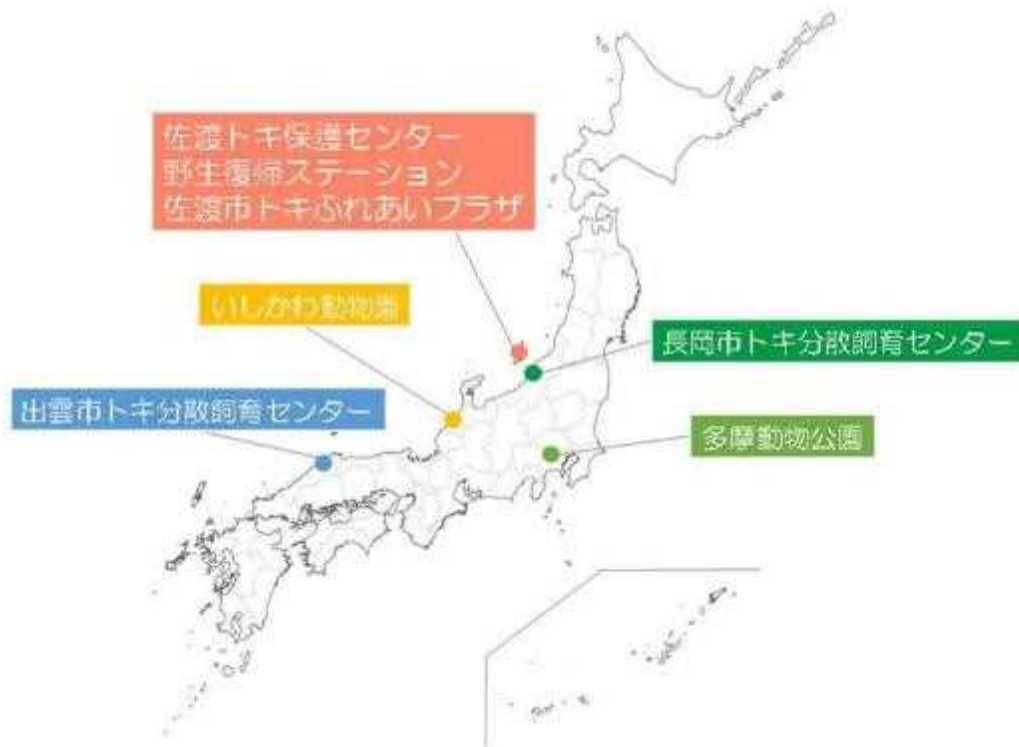 佐渡トキ保護センター
野生復帰ステーション
佐渡市トキふれあいプラザ
いしかわ動物園
長岡市トキ分散飼育センター
出雲市トキ分散飼育センター
多摩動物公園